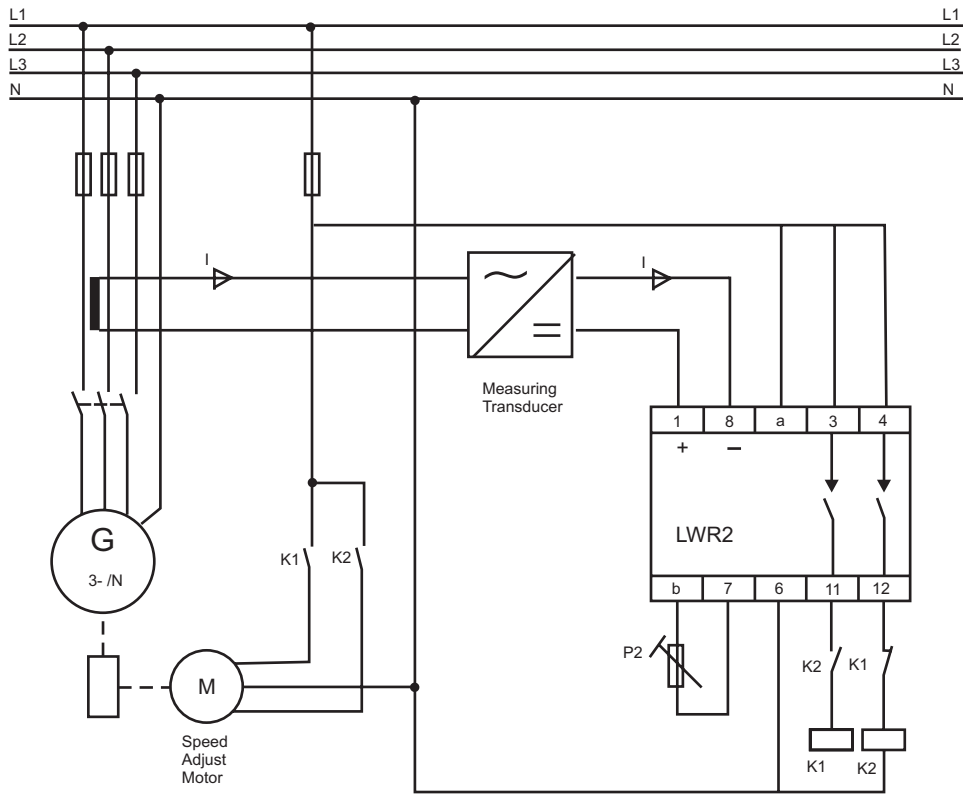 L1 L1
L2 L2
L3 L3
N N
I I
Measuring
Transducer
1 8 a 3 4
+ −
LWR2
G
3- /N
K1 K2
b 7 6 11 12
P2
K2 K1
M
Speed
Adjust
Motor
K1 K2